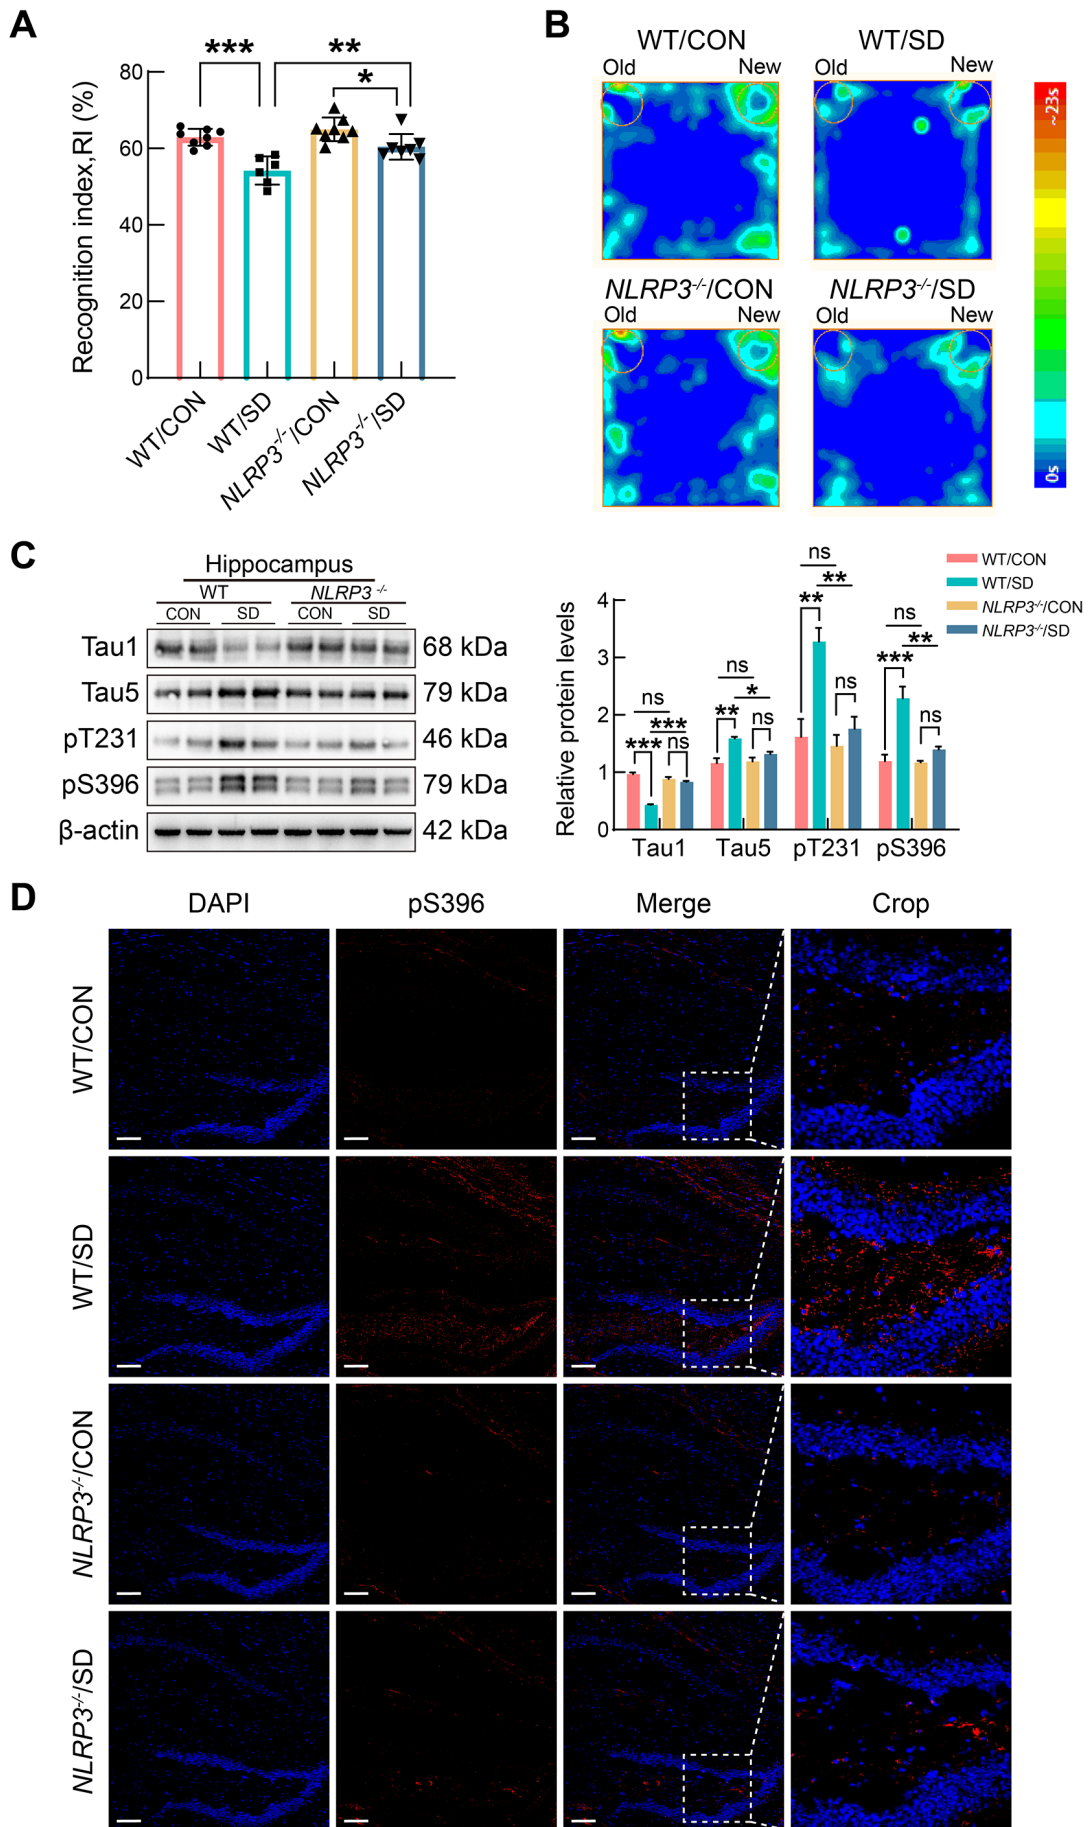 A
Recognition index,RI (%)
80
60
40
20
0
***
**
*
WT/CON
WT/SD
NLRP3-/-/CON
NLRP3-/-/SD
B
WT/CON
WT/SD
Old
New
Old
New
NLRP3-/-/CON
NLRP3-/-/SD
Old
New
Old
New
~23s
0s
C
Hippocampus
WT
NLRP3 -/-
CON
SD
CON
SD
Tau1
68 kDa
Tau5
79 kDa
pT231
46 kDa
pS396
79 kDa
β-actin
42 kDa
Relative protein levels
4
3
2
1
0
ns
***
***
ns
ns
*
**
ns
ns
**
**
ns
ns
**
***
ns
Tau1
Tau5
pT231
pS396
WT/CON
WT/SD
NLRP3-/-/CON
NLRP3-/-/SD
D
DAPI
pS396
Merge
Crop
WT/CON
WT/SD
NLRP3-/-/CON
NLRP3-/-/SD